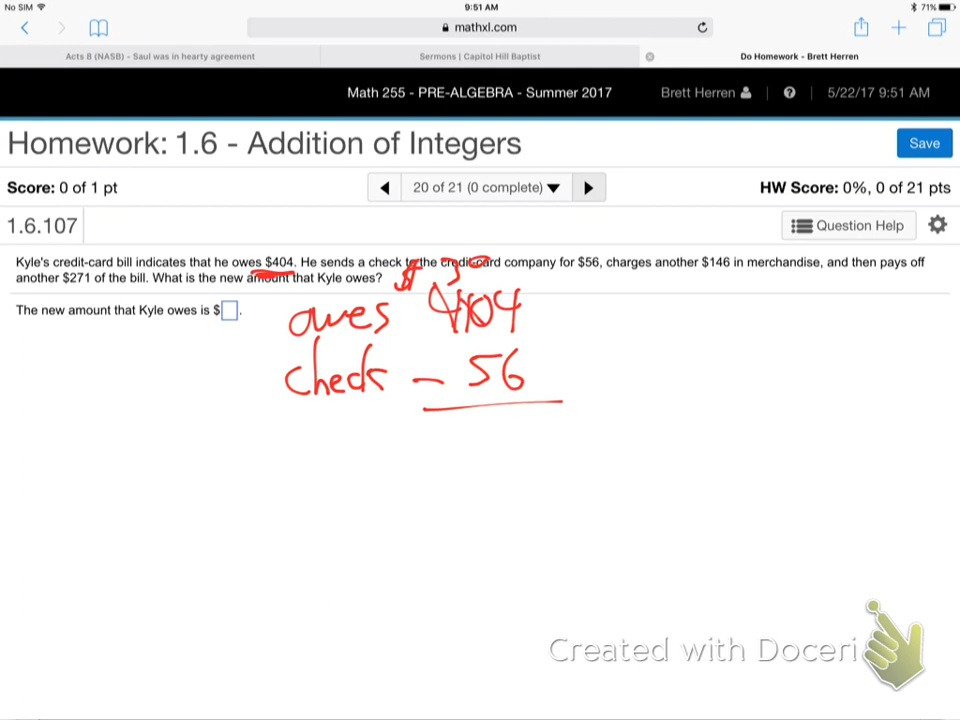 No SIM 9:51 AM 71%
mathxl.com
Acts 8 (NASB) - Saul was in hearty agreement Sermons | Capitol Hill Baptist Do Homework - Brett Herren
Math 255 - PRE-ALGEBRA - Summer 2017 Brett Herren ? 5/22/17 9:51 AM
Homework: 1.6 - Addition of Integers Save
Score: 0 of 1 pt 20 of 21 (0 complete) HW Score: 0%, 0 of 21 pts
1.6.107 Question Help
Kyle's credit-card bill indicates that he owes $404. He sends a check to the credit-card company for $56, charges another $146 in merchandise, and then pays off
another $271 of the bill. What is the new amount that Kyle owes?
The new amount that Kyle owes is $ .
owes $ 404
check - 56
Created with Doceri